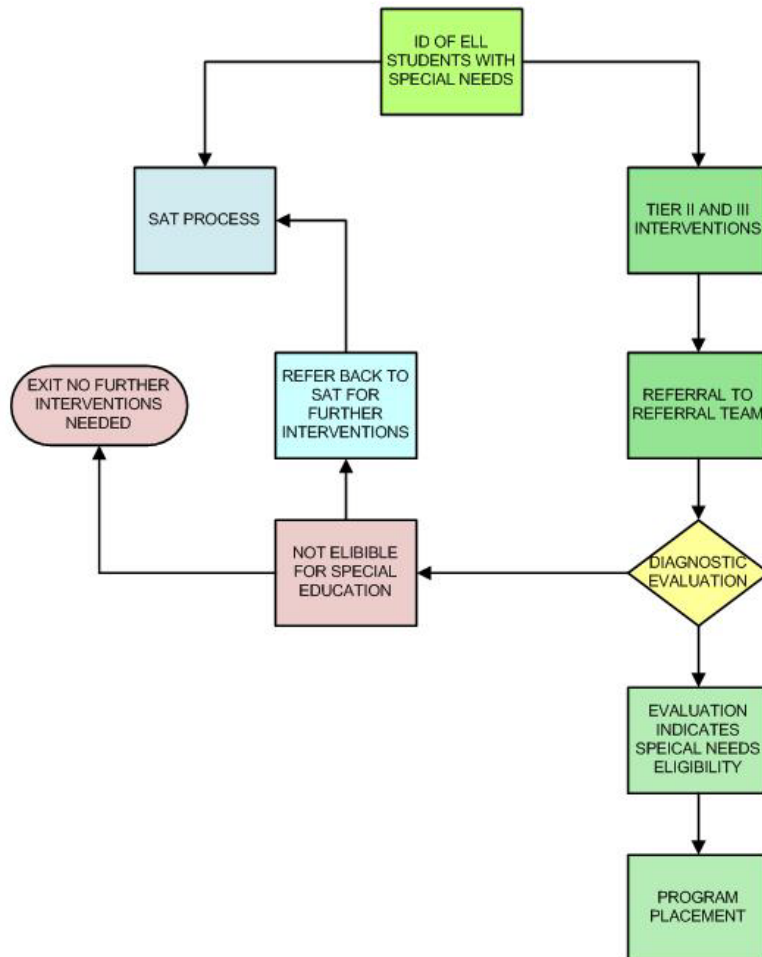 ID OF ELL
STUDENTS WITH
SPECIAL NEEDS
SAT PROCESS
TIER II AND III
INTERVENTIONS
EXIT NO FURTHER
INTERVENTIONS
NEEDED
REFER BACK TO
SAT FOR
FURTHER
INTERVENTIONS
REFERRAL TO
REFERRAL TEAM
NOT ELIBIBLE
FOR SPECIAL
EDUCATION
DIAGNOSTIC
EVALUATION
EVALUATION
INDICATES
SPEICAL NEEDS
ELIGIBILITY
PROGRAM
PLACEMENT